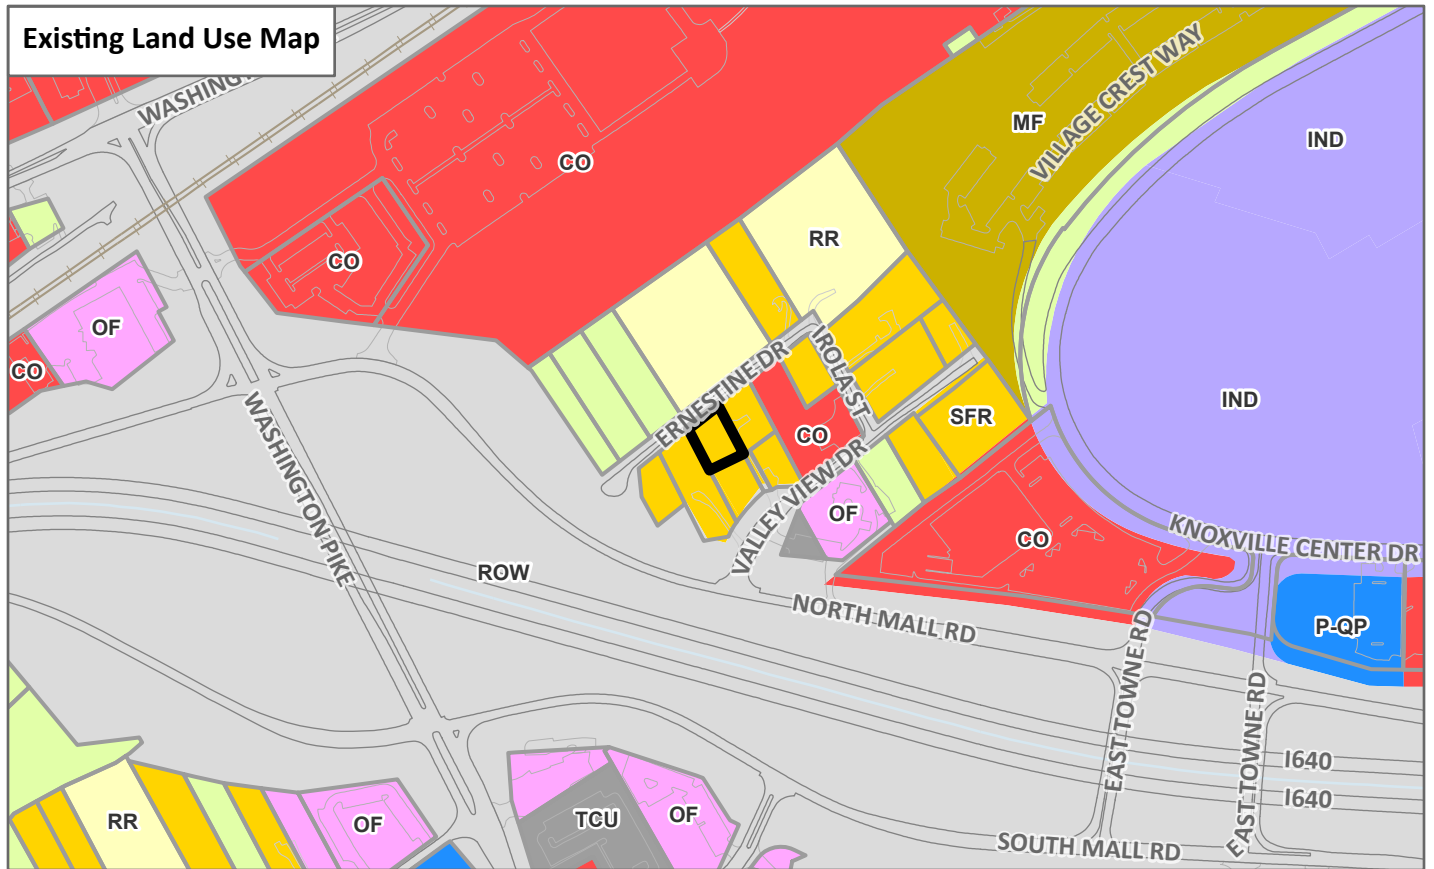 Existing Land Use Map
WASHINGT
VILLAGE CREST WAY
MF
IND
CO
RR
CO
OF
IROLA ST
ERNESTINE DR
CO
WASHINGTON PIKE
IND
SFR
CO
VALLEY VIEW DR
OF
CO
KNOXVILLE CENTER DR
ROW
NORTH MALL RD
P-QP
EAST TOWNE RD
EAST TOWNE RD
I640
I640
RR
OF
TCU
OF
SOUTH MALL RD